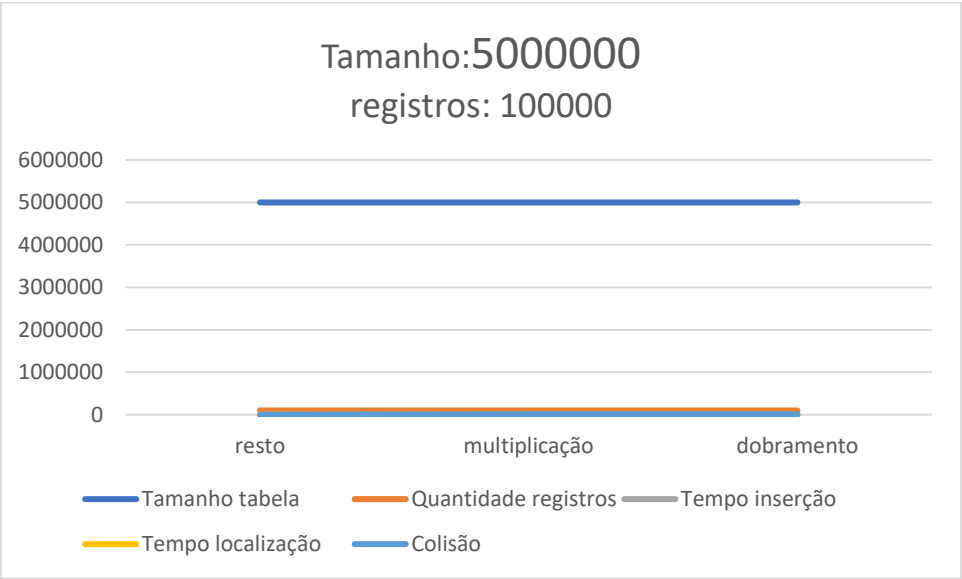 Tamanho:5000000
registros: 100000
6000000
5000000
4000000
3000000
2000000
1000000
0
resto multiplicação dobramento
Tamanho tabela Quantidade registros Tempo inserção
Tempo localização Colisão